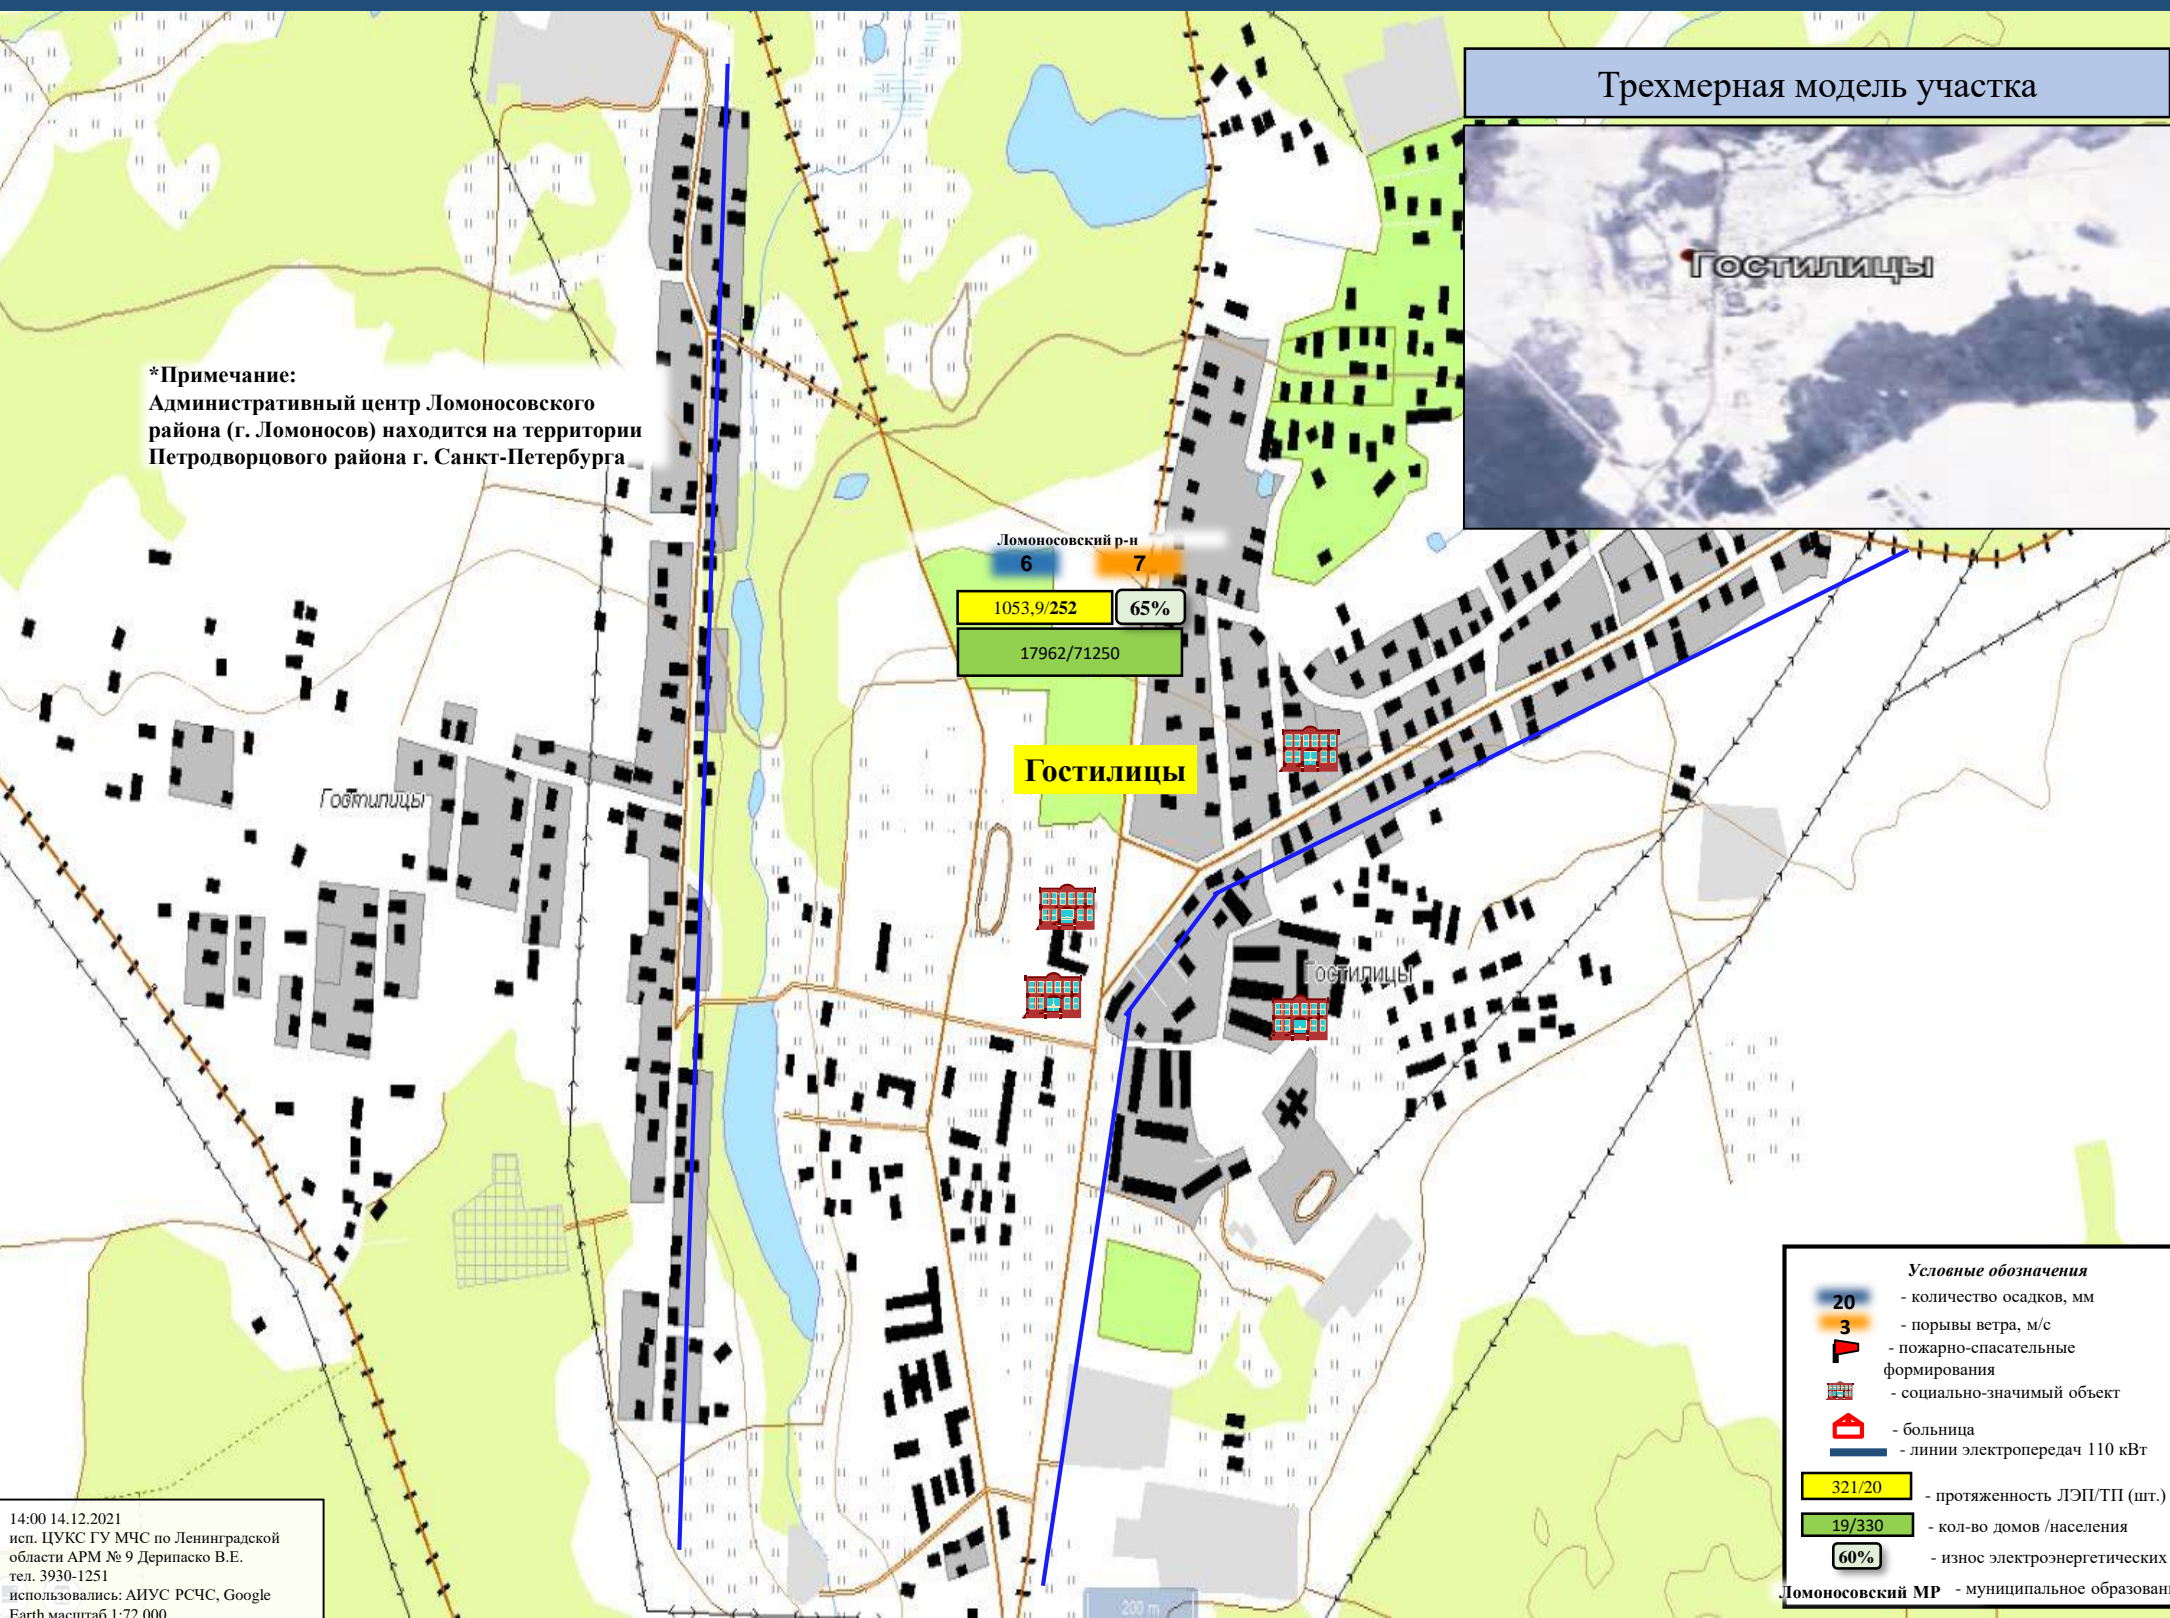 Трехмерная модель участка
Гостилицы
*Примечание:
Административный центр Ломоносовского
района (г. Ломоносов) находится на территории
Петродворцового района г. Санкт-Петербурга
Ломоносовский р-н
6 7
1053,9/252 65%
17962/71250
Гостилицы
Гостилицы
Гостилицы
Условные обозначения
20 - количество осадков, мм
3 - порывы ветра, м/с
- пожарно-спасательные
формирования
- социально-значимый объект
- больница
- линии электропередач 110 кВт
321/20 - протяженность ЛЭП/ТП (шт.)
19/330 - кол-во домов /населения
60% - износ электроэнергетических
Ломоносовский МР - муниципальное
14:00 14.12.2021
исп. ЦУКС ГУ МЧС по Ленинградской
области АРМ № 9 Дерипаско В.Е.
тел. 3930-1251
использовались: АИУС РСЧС, Google
Earth масштаб 1:72 000
200 m